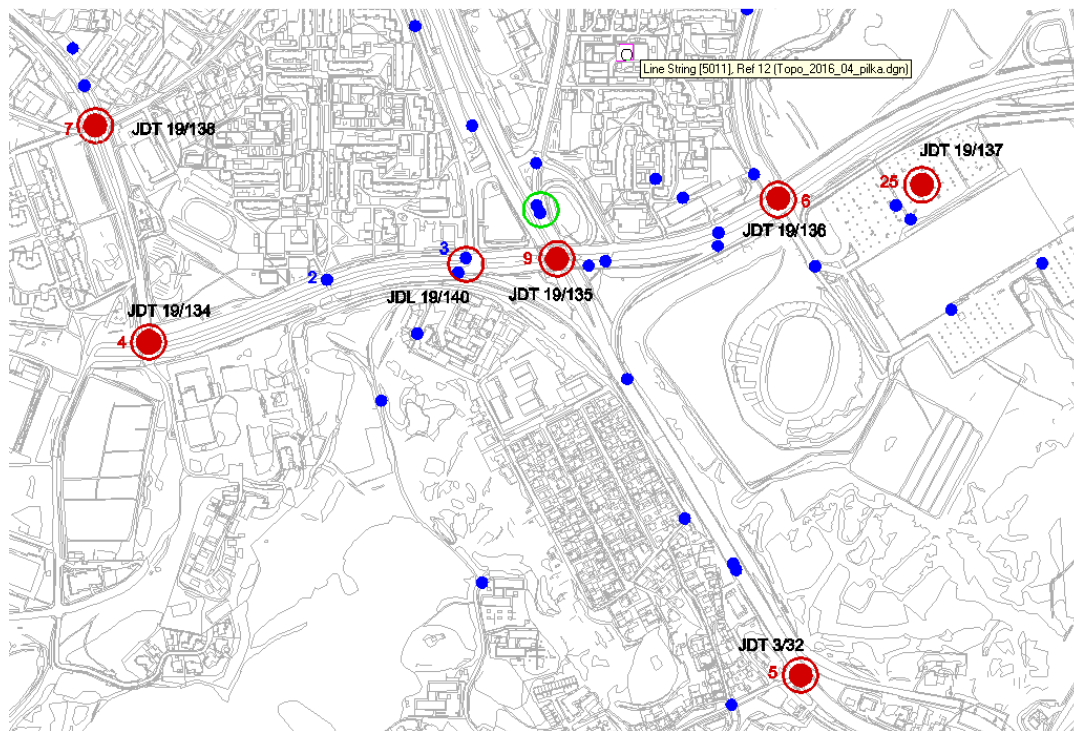 Line String [5011], Ref 12 (Topo_2016_04_pilka.dgn)
7 JDT 19/138
JDT 19/137
25
6
JDT 19/136
3
9
2
JDL 19/140
JDT 19/135
JDT 19/134
4
JDT 3/32
5